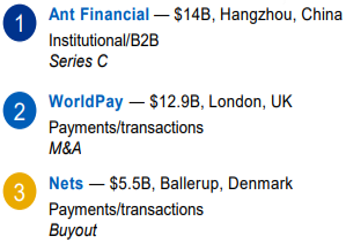 1 Ant Financial — $14B, Hangzhou, China
Institutional/B2B
Series C
2 WorldPay — $12.9B, London, UK
Payments/transactions
M&A
3 Nets — $5.5B, Ballerup, Denmark
Payments/transactions
Buyout